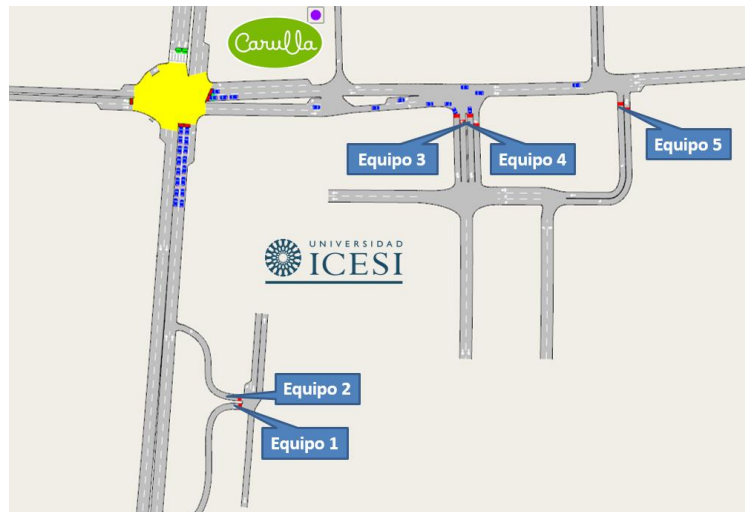 Carulla
Equipo 3
Equipo 4
Equipo 5
UNIVERSIDAD
ICESI
Equipo 2
Equipo 1